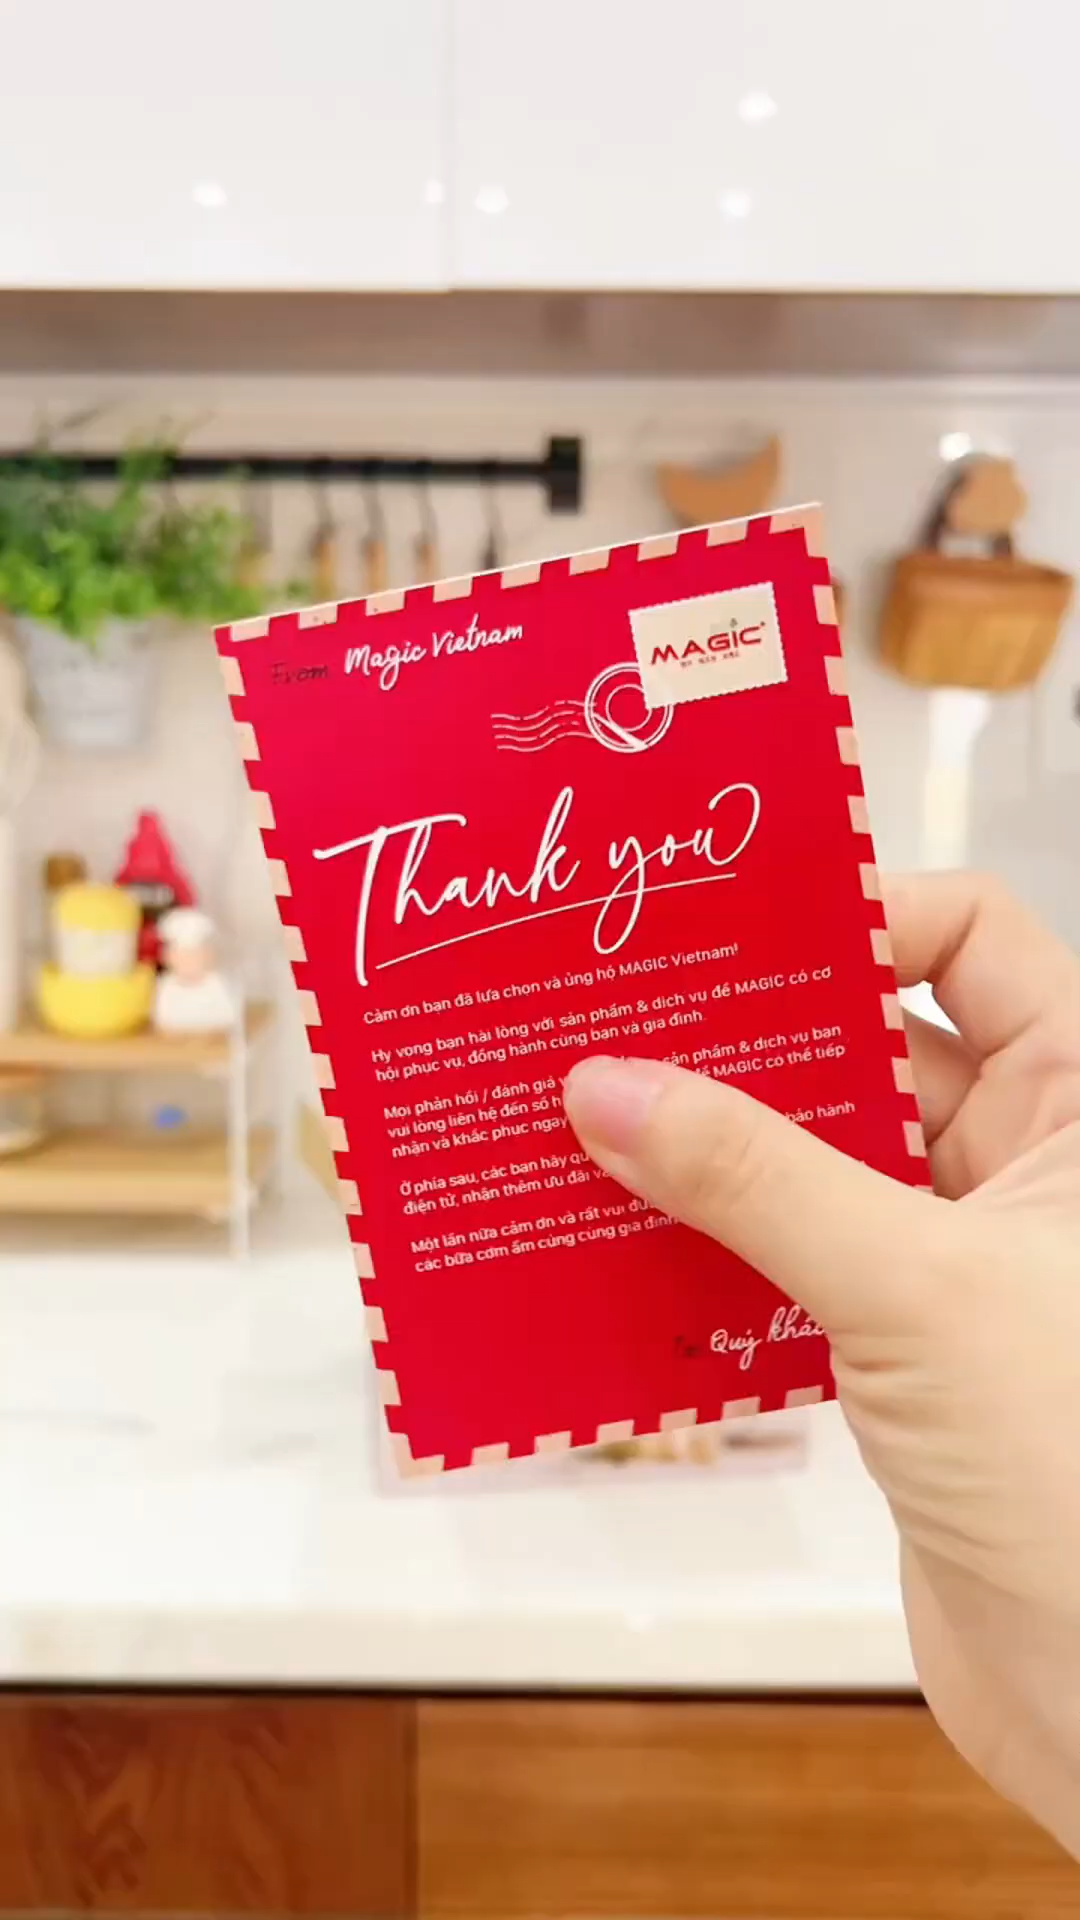 From Magic Vietnam
MAGIC
Thank you
Cảm ơn bạn đã lựa chọn và ủng hộ MAGIC Vietnam!
Hy vọng bạn hài lòng với sản phẩm & dịch vụ để MAGIC có cơ
hội phục vụ, đồng hành cùng bạn và gia đình.
Mọi phản hồi / đánh giá sản phẩm & dịch vụ bạn
vui lòng liên hệ đến số để MAGIC có thể tiếp
nhận và khắc phục ngay
bảo hành
Ở phía sau, các bạn hãy
điện tử, nhận thêm ưu đãi
Một lần nữa cảm ơn và rất vui
các bữa cơm ấm cúng cùng gia đình
Quý